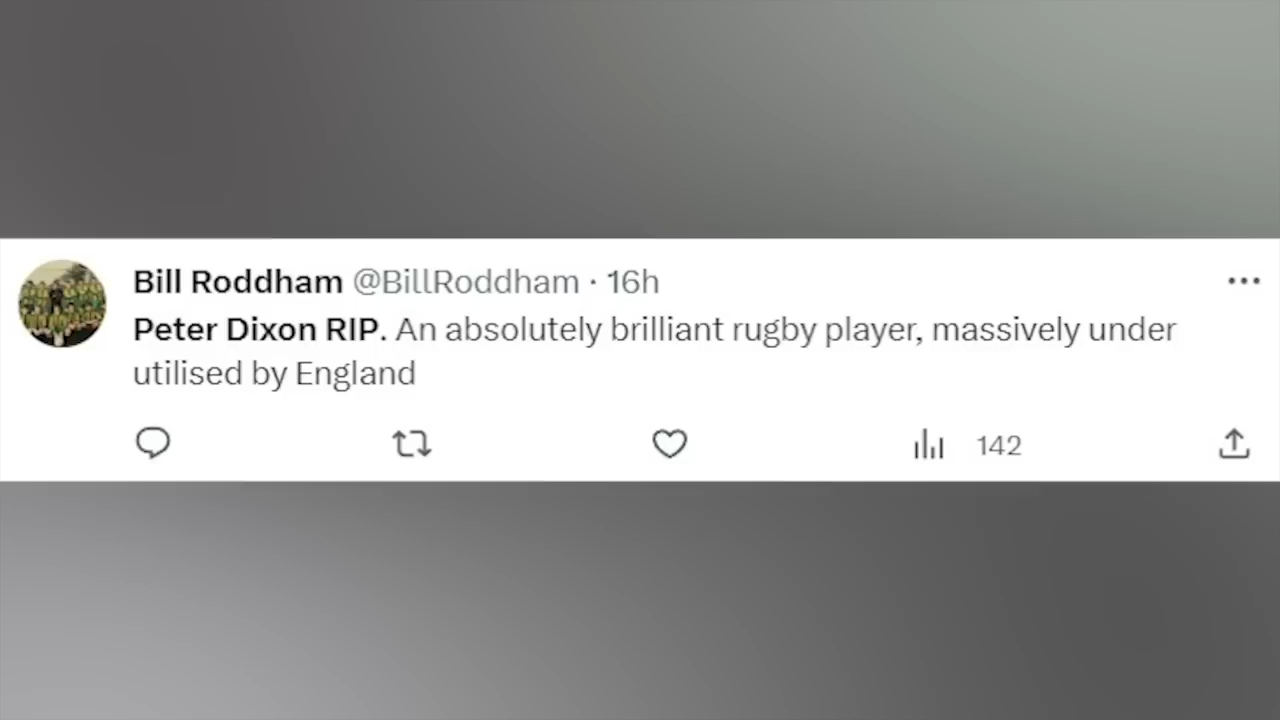 Bill Roddham @BillRoddham · 16h
Peter Dixon RIP. An absolutely brilliant rugby player, massively under
utilised by England
142